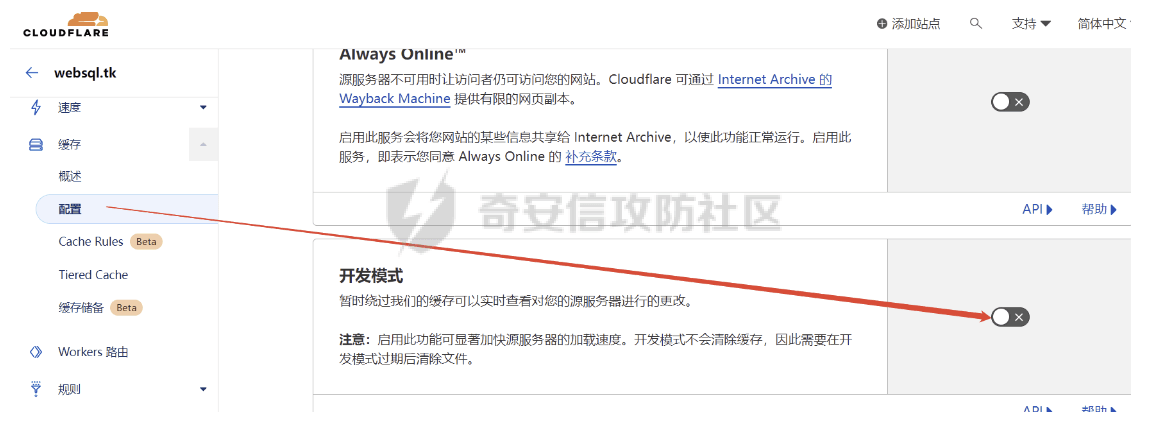 CLOUDFLARE
添加站点
支持
简体中文
websql.tk
速度
缓存
概述
配置
Cache Rules Beta
Tiered Cache
缓存储备 Beta
Workers 路由
规则
Always Online™
源服务器不可用时让访问者仍可访问您的网站。Cloudflare 可通过 Internet Archive 的
Wayback Machine 提供有限的网页副本。
启用此服务会将您网站的某些信息共享给 Internet Archive，以使此功能正常运行。启用此
服务，即表示您同意 Always Online 的 补充条款。
API 帮助
奇安信攻防社区
开发模式
暂时绕过我们的缓存可以实时查看对您的源服务器进行的更改。
注意：启用此功能可显著加快源服务器的加载速度。开发模式不会清除缓存，因此需要在开
发模式过期后清除文件。
API 帮助